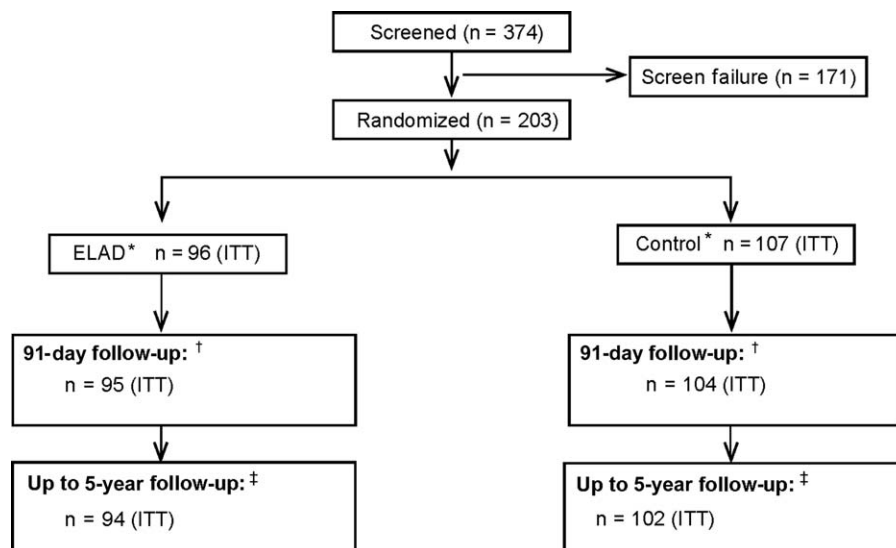 Screened (n = 374)
Screen failure (n = 171)
Randomized (n = 203)
ELAD* n = 96 (ITT)
Control* n = 107 (ITT)
91-day follow-up: †
n = 95 (ITT)
91-day follow-up: †
n = 104 (ITT)
Up to 5-year follow-up: ‡
n = 94 (ITT)
Up to 5-year follow-up: ‡
n = 102 (ITT)